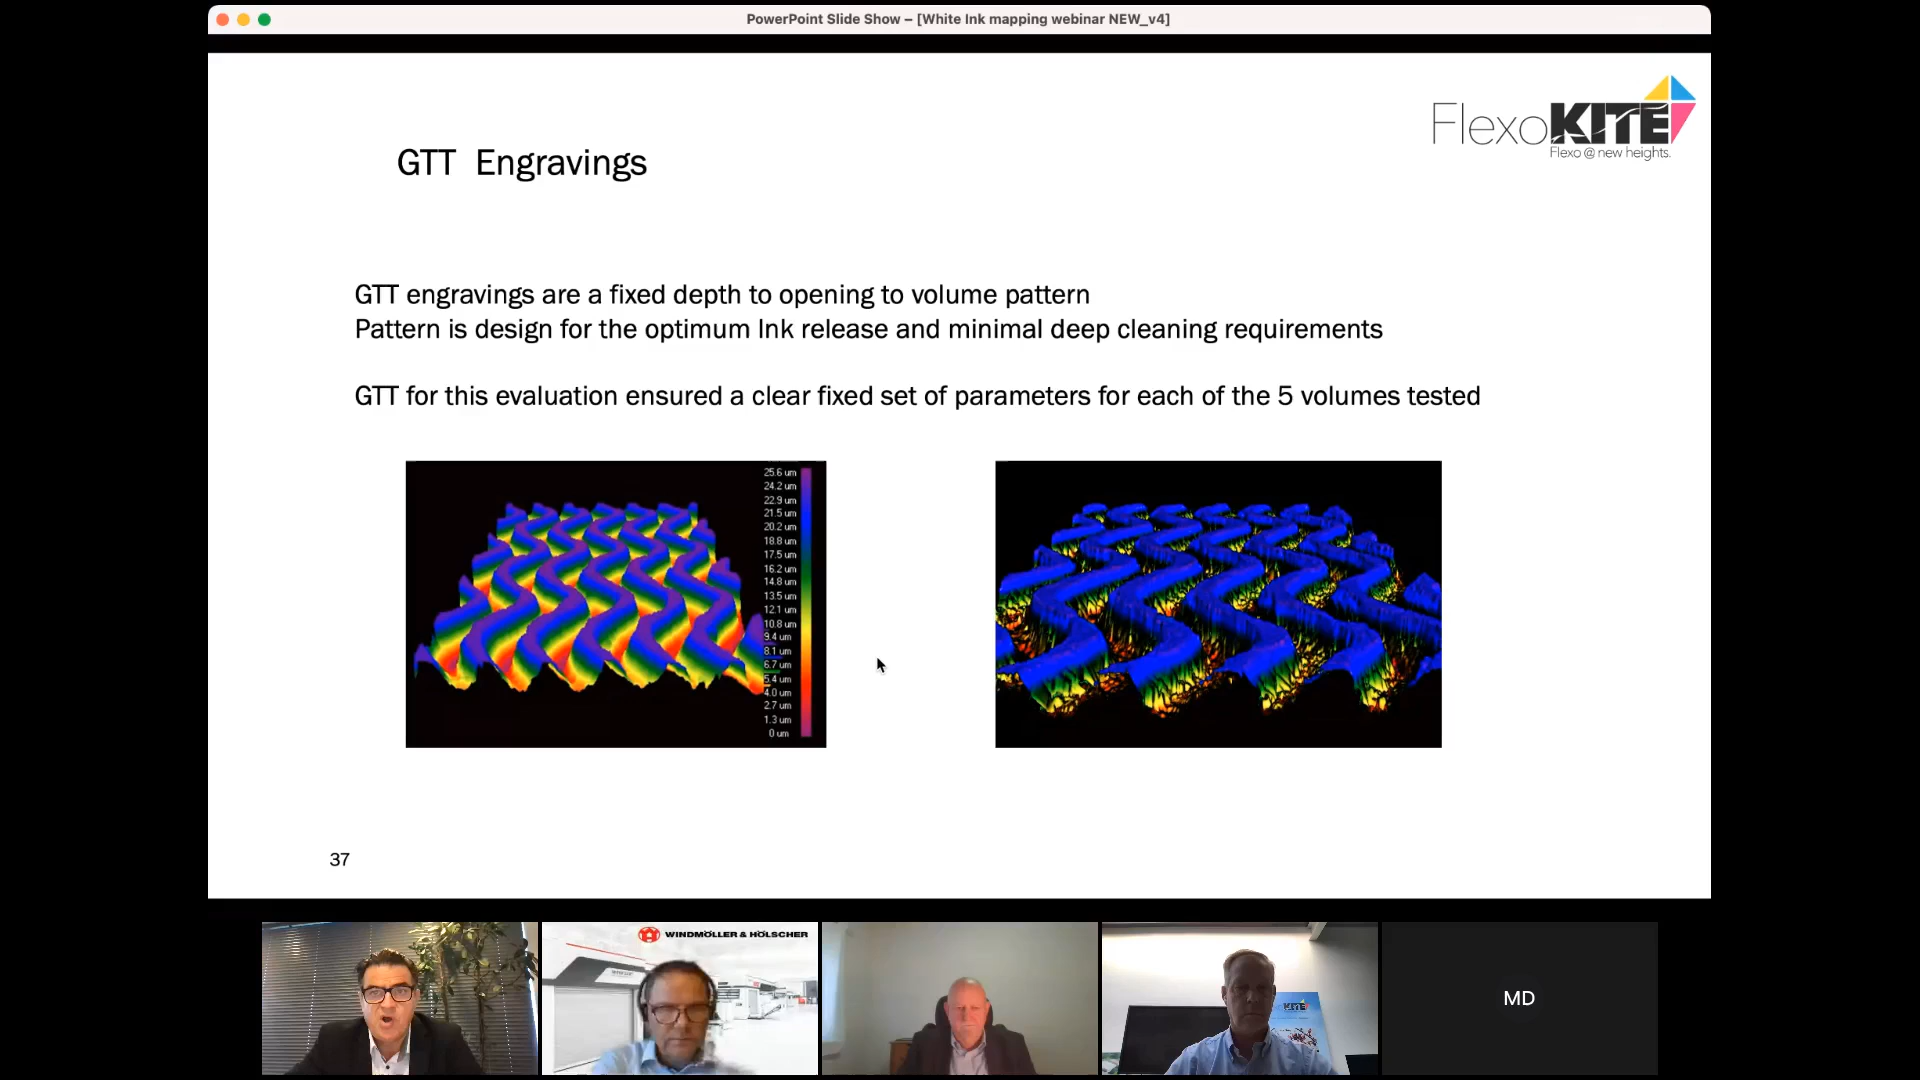 PowerPoint Slide Show – [White Ink mapping webinar NEW_v4]
FlexoKITE
Flexo @ new heights.
GTT Engravings
GTT engravings are a fixed depth to opening to volume pattern
Pattern is design for the optimum Ink release and minimal deep cleaning requirements
GTT for this evaluation ensured a clear fixed set of parameters for each of the 5 volumes tested
25.6 um
24.2 um
22.9 um
21.5 um
20.2 um
18.8 um
17.5 um
16.2 um
14.8 um
13.5 um
12.1 um
10.8 um
9.4 um
8.1 um
6.7 um
5.4 um
4.0 um
2.7 um
1.3 um
0 um
37
WINDMÖLLER & HÖLSCHER
KITE
MD